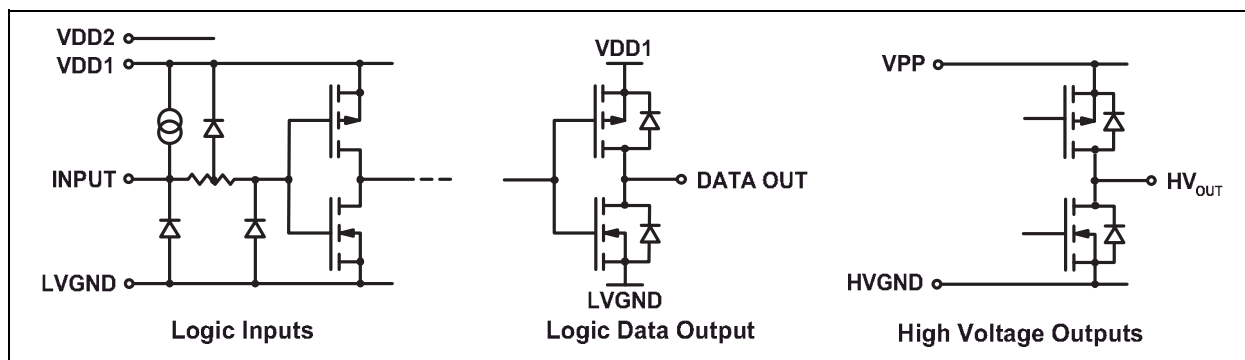 VDD2
VDD1
INPUT
LVGND
Logic Inputs
VDD1
DATA OUT
LVGND
Logic Data Output
VPP
HVOUT
HVGND
High Voltage Outputs